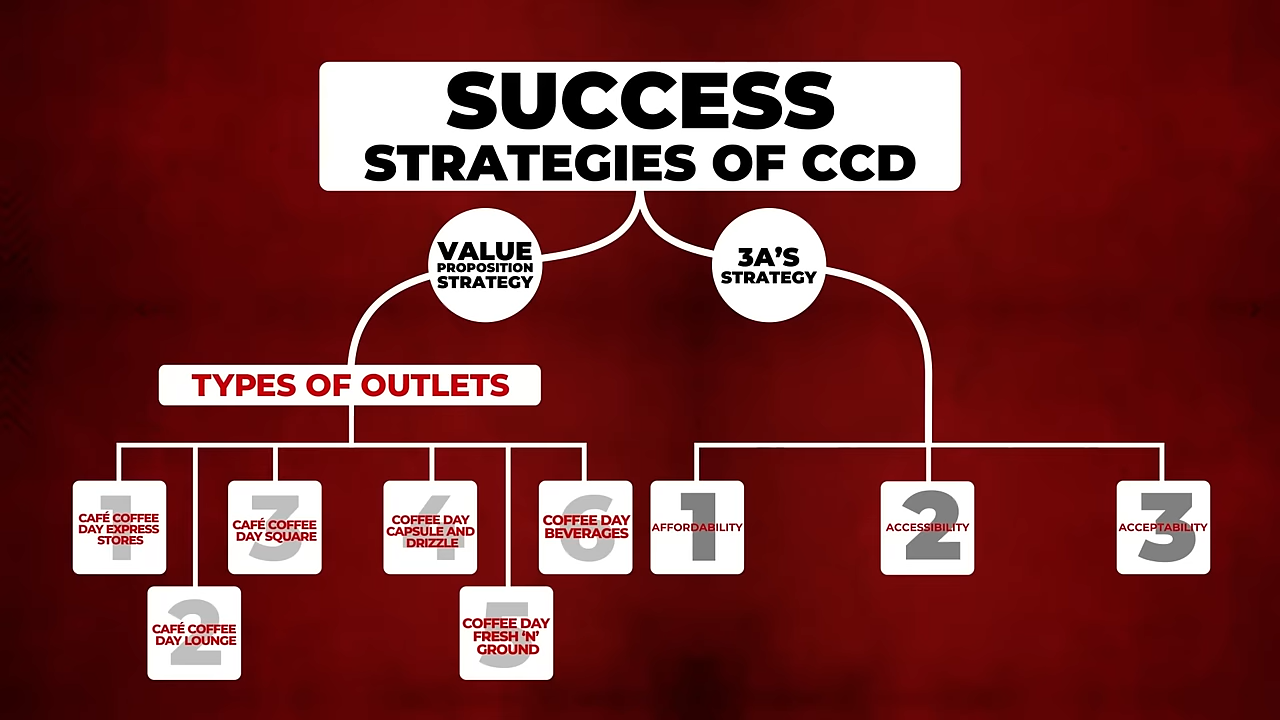 SUCCESS
STRATEGIES OF CCD
VALUE
PROPOSITION
STRATEGY
3A’S
STRATEGY
TYPES OF OUTLETS
1
CAFÉ COFFEE
DAY EXPRESS
STORES
2
CAFÉ COFFEE
DAY LOUNGE
3
CAFÉ COFFEE
DAY SQUARE
4
COFFEE DAY
CAPSULE AND
DRIZZLE
5
COFFEE DAY
FRESH ‘N’
GROUND
6
COFFEE DAY
BEVERAGES
1
AFFORDABILITY
2
ACCESSIBILITY
3
ACCEPTABILITY